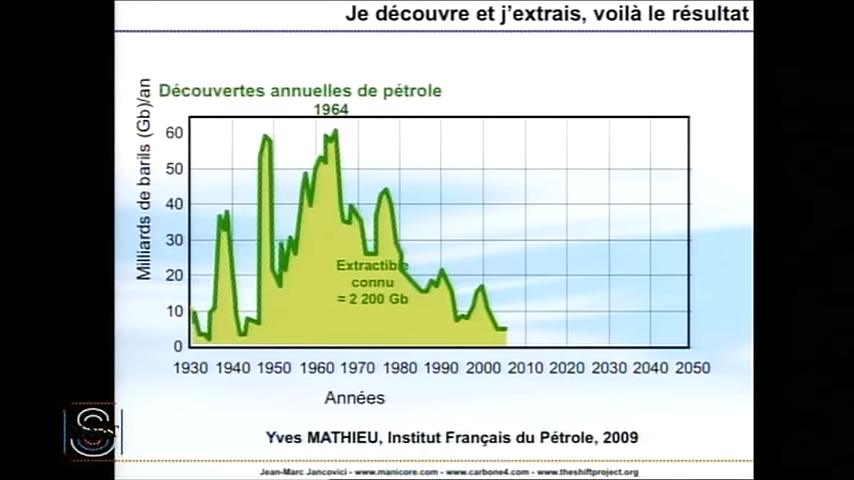 Je découvre et j'extrais, voilà le résultat
Découvertes annuelles de pétrole
1964
Milliards de barils (Gb)/an
60
50
40
30
20
10
0
Extractible
connu
= 2 200 Gb
1930 1940 1950 1960 1970 1980 1990 2000 2010 2020 2030 2040 2050
Années
Yves MATHIEU, Institut Français du Pétrole, 2009
Jean-Marc Jancovici - www.manicore.com - www.carbone4.com - www.theshiftproject.org